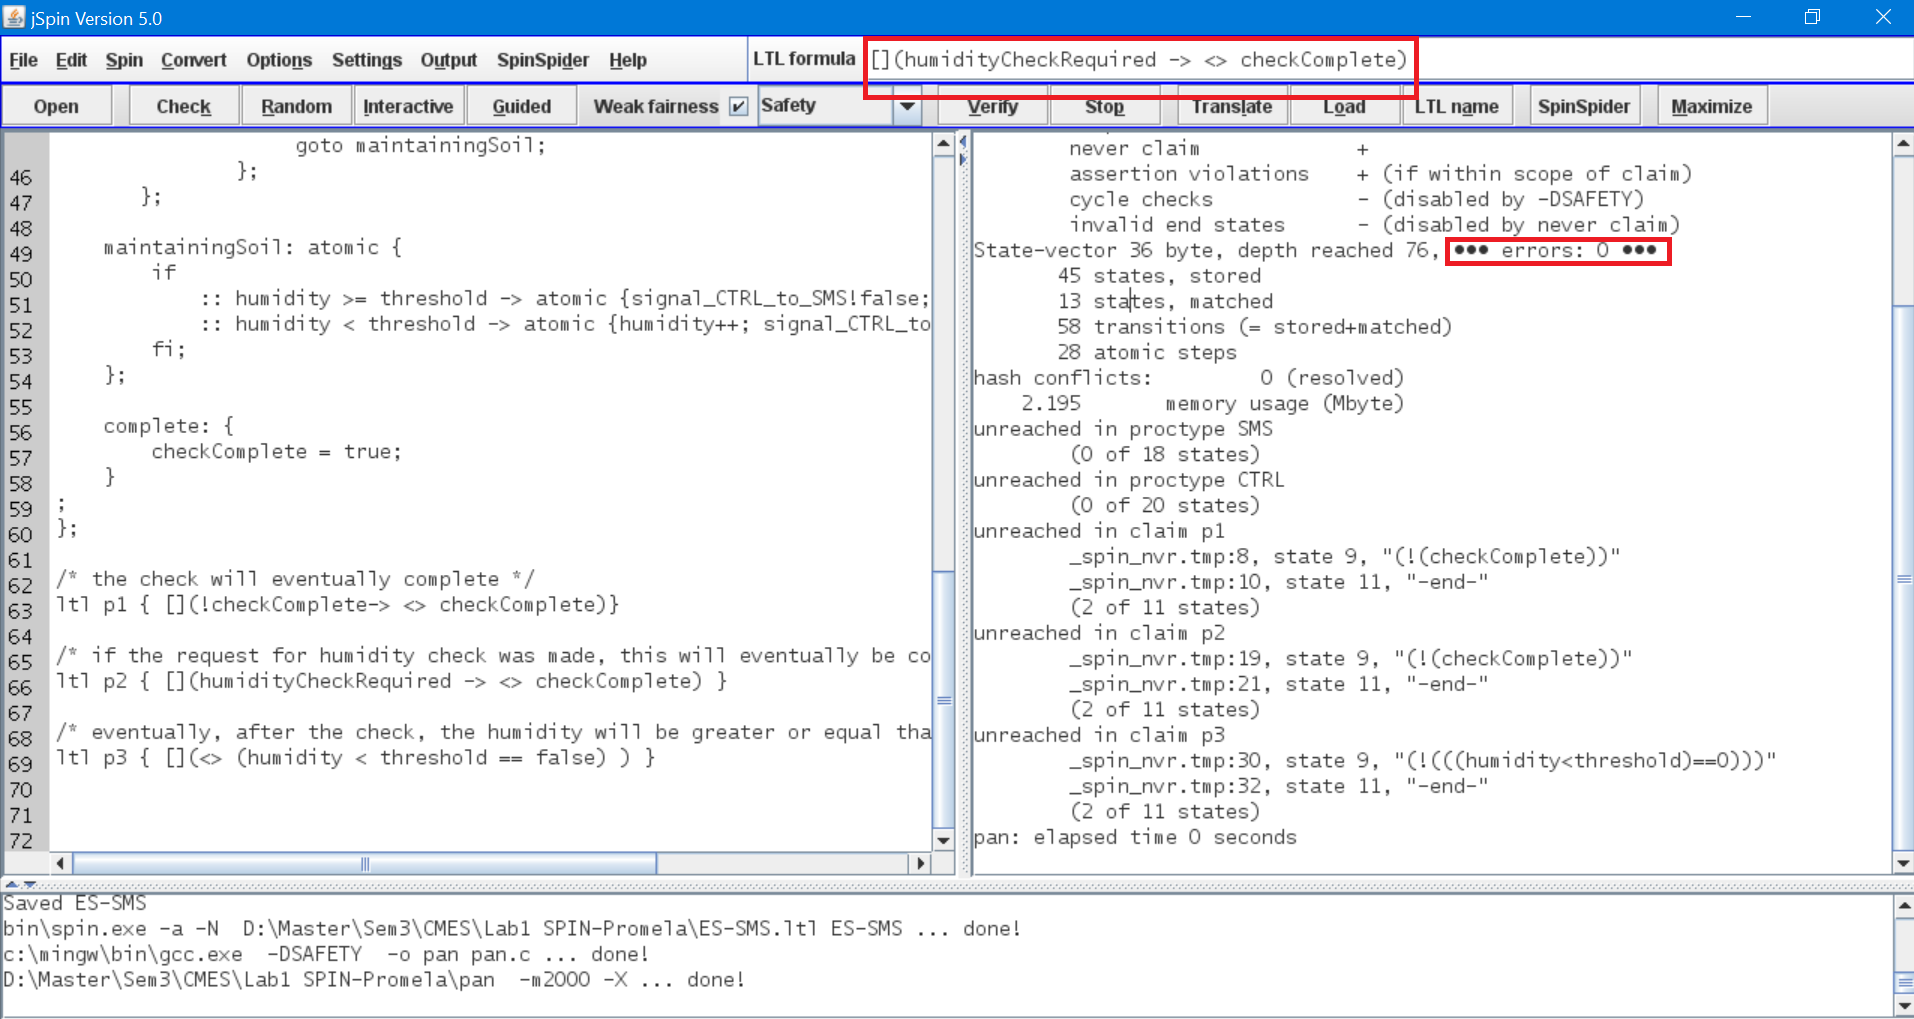 jSpin Version 5.0
File Edit Spin Convert Options Settings Output SpinSpider Help LTL formula [](humidityCheckRequired -> <> checkComplete)
Open Check Random Interactive Guided Weak fairness Safety Verify Stop Translate Load LTL name SpinSpider Maximize
goto maintainingSoil;
46 };
47 };
48
49 maintainingSoil: atomic {
50 if
51 :: humidity >= threshold -> atomic {signal_CTRL_to_SMS!false;
52 :: humidity < threshold -> atomic {humidity++; signal_CTRL_to
53 fi;
54 };
55
56 complete: {
57 checkComplete = true;
58 }
59 ;
60 };
61
62 /* the check will eventually complete */
63 ltl p1 { [](!checkComplete-> <> checkComplete)}
64
65 /* if the request for humidity check was made, this will eventually be co
66 ltl p2 { [](humidityCheckRequired -> <> checkComplete) }
67
68 /* eventually, after the check, the humidity will be greater or equal tha
69 ltl p3 { [](<> (humidity < threshold == false) ) }
70
71
72
never claim +
assertion violations + (if within scope of claim)
cycle checks - (disabled by -DSAFETY)
invalid end states - (disabled by never claim)
State-vector 36 byte, depth reached 76, ●●● errors: 0 ●●●
45 states, stored
13 states, matched
58 transitions (= stored+matched)
28 atomic steps
hash conflicts: 0 (resolved)
2.195 memory usage (Mbyte)
unreached in proctype SMS
(0 of 18 states)
unreached in proctype CTRL
(0 of 20 states)
unreached in claim p1
_spin_nvr.tmp:8, state 9, "(!(checkComplete))"
_spin_nvr.tmp:10, state 11, "-end-"
(2 of 11 states)
unreached in claim p2
_spin_nvr.tmp:19, state 9, "(!(checkComplete))"
_spin_nvr.tmp:21, state 11, "-end-"
(2 of 11 states)
unreached in claim p3
_spin_nvr.tmp:30, state 9, "(!(((humidity<threshold)==0)))"
_spin_nvr.tmp:32, state 11, "-end-"
(2 of 11 states)
pan: elapsed time 0 seconds
Saved ES-SMS
bin\spin.exe -a -N D:\Master\Sem3\CMES\Lab1 SPIN-Promela\ES-SMS.ltl ES-SMS ... done!
c:\mingw\bin\gcc.exe -DSAFETY -o pan pan.c ... done!
D:\Master\Sem3\CMES\Lab1 SPIN-Promela\pan -m2000 -X ... done!